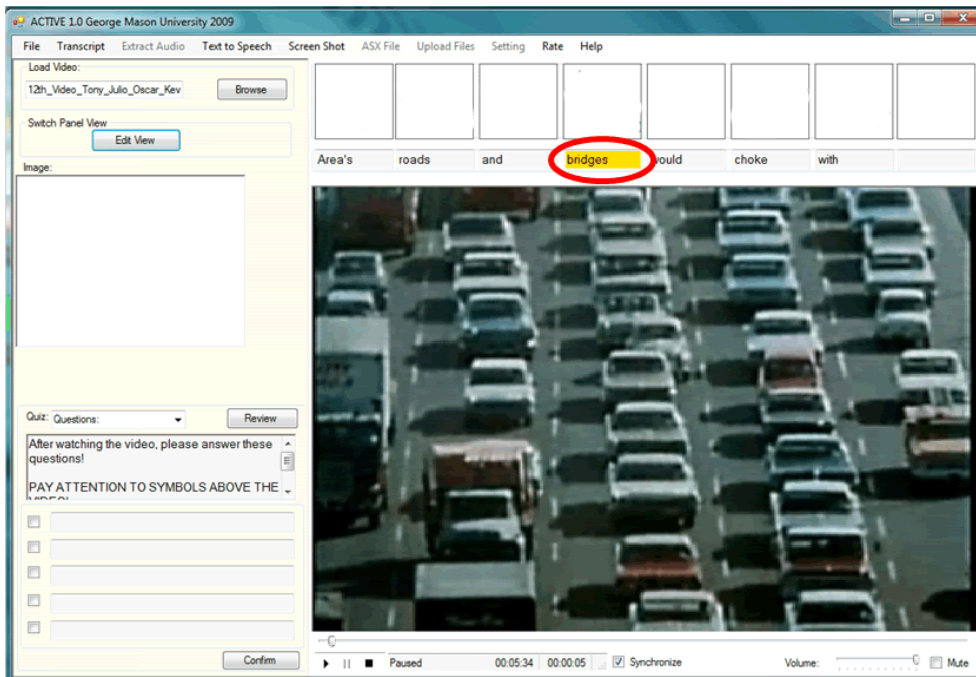 ACTIVE 1.0 George Mason University 2009
File Transcript Extract Audio Text to Speech Screen Shot ASX File Upload Files Setting Rate Help
Load Video:
12th_Video_Tony_Julio_Oscar_Kev Browse
Switch Panel View
Edit View
Image:
Area's roads and bridges would choke with
Quiz: Questions: Review
After watching the video, please answer these
questions!
PAY ATTENTION TO SYMBOLS ABOVE THE
VIDEO!
Confirm
Paused 00:05:34 00:00:05 Synchronize Volume: Mute